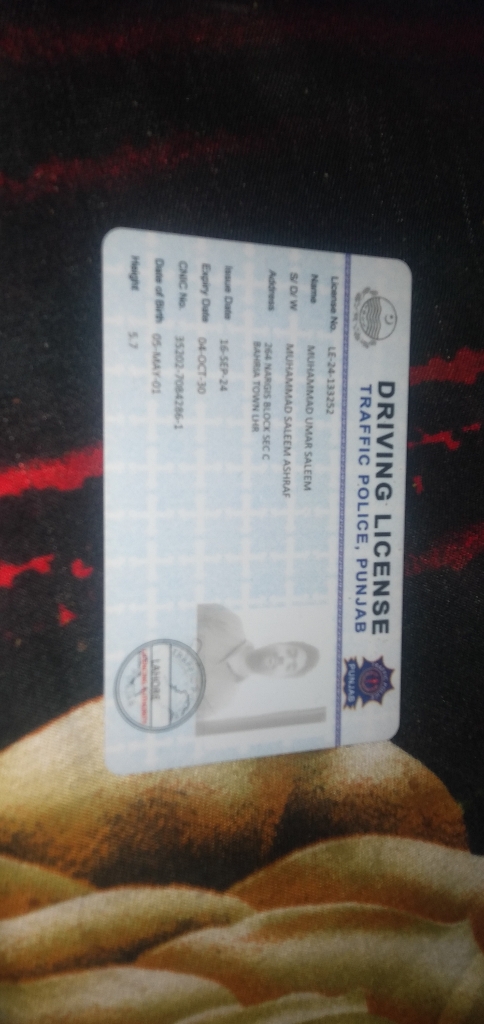 DRIVING LICENSE
TRAFFIC POLICE, PUNJAB
PUNJAB
License No. LE-24-133252
Name MUHAMMAD UMAR SALEEM
S/D/W MUHAMMAD SALEEM ASHRAF
Address 264 NARGIS BLOCK SEC C
BAHRIA TOWN LHR
Issue Date 16-SEP-24
Expiry Date 04-OCT-30
CNIC No. 35202-7084286-1
Date of Birth 05-MAY-01
Height 5.7
LAHORE